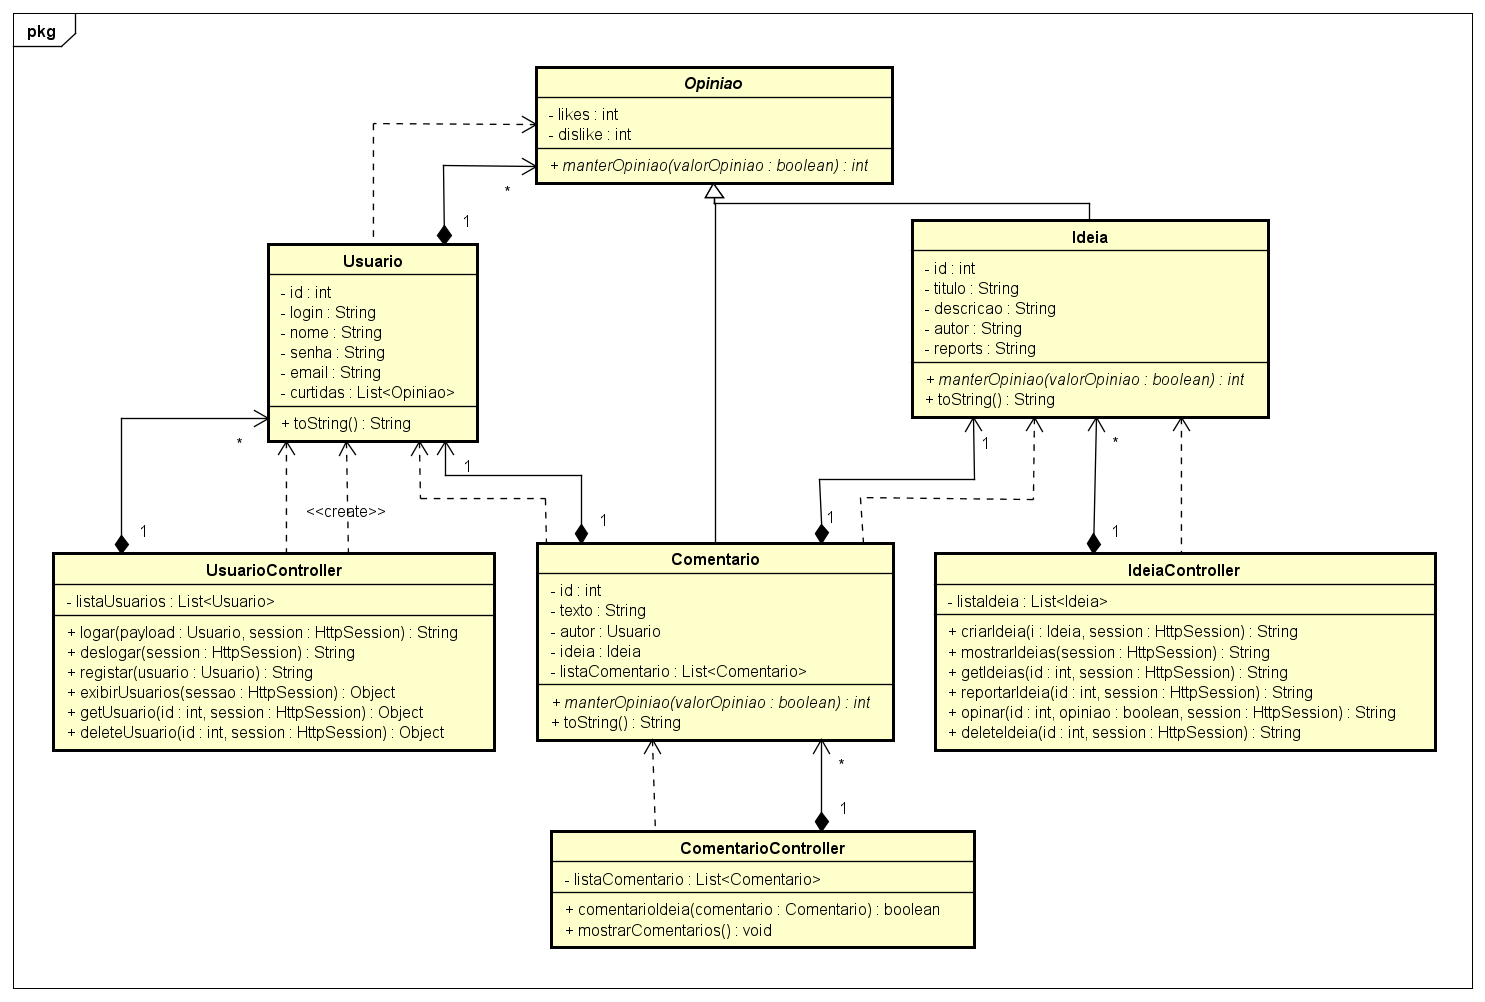 pkg
Opiniao
- likes : int
- dislike : int
+ manterOpiniao(valorOpiniao : boolean) : int
*
1
Usuario
- id : int
- login : String
- nome : String
- senha : String
- email : String
- curtidas : List<Opiniao>
+ toString() : String
Ideia
- id : int
- titulo : String
- descricao : String
- autor : String
- reports : String
+ manterOpiniao(valorOpiniao : boolean) : int
+ toString() : String
*
1
1
*
<<create>>
1
1
1
1
UsuarioController
- listaUsuarios : List<Usuario>
+ logar(payload : Usuario, session : HttpSession) : String
+ deslogar(session : HttpSession) : String
+ registar(usuario : Usuario) : String
+ exibirUsuarios(sessao : HttpSession) : Object
+ getUsuario(id : int, session : HttpSession) : Object
+ deleteUsuario(id : int, session : HttpSession) : Object
Comentario
- id : int
- texto : String
- autor : Usuario
- ideia : Ideia
- listaComentario : List<Comentario>
+ manterOpiniao(valorOpiniao : boolean) : int
+ toString() : String
IdeiaController
- listaIdeia : List<Ideia>
+ criarIdeia(i : Ideia, session : HttpSession) : String
+ mostrarIdeias(session : HttpSession) : String
+ getIdeias(id : int, session : HttpSession) : String
+ reportarIdeia(id : int, session : HttpSession) : String
+ opinar(id : int, opiniao : boolean, session : HttpSession) : String
+ deleteIdeia(id : int, session : HttpSession) : String
*
1
ComentarioController
- listaComentario : List<Comentario>
+ comentarioIdeia(comentario : Comentario) : boolean
+ mostrarComentarios() : void